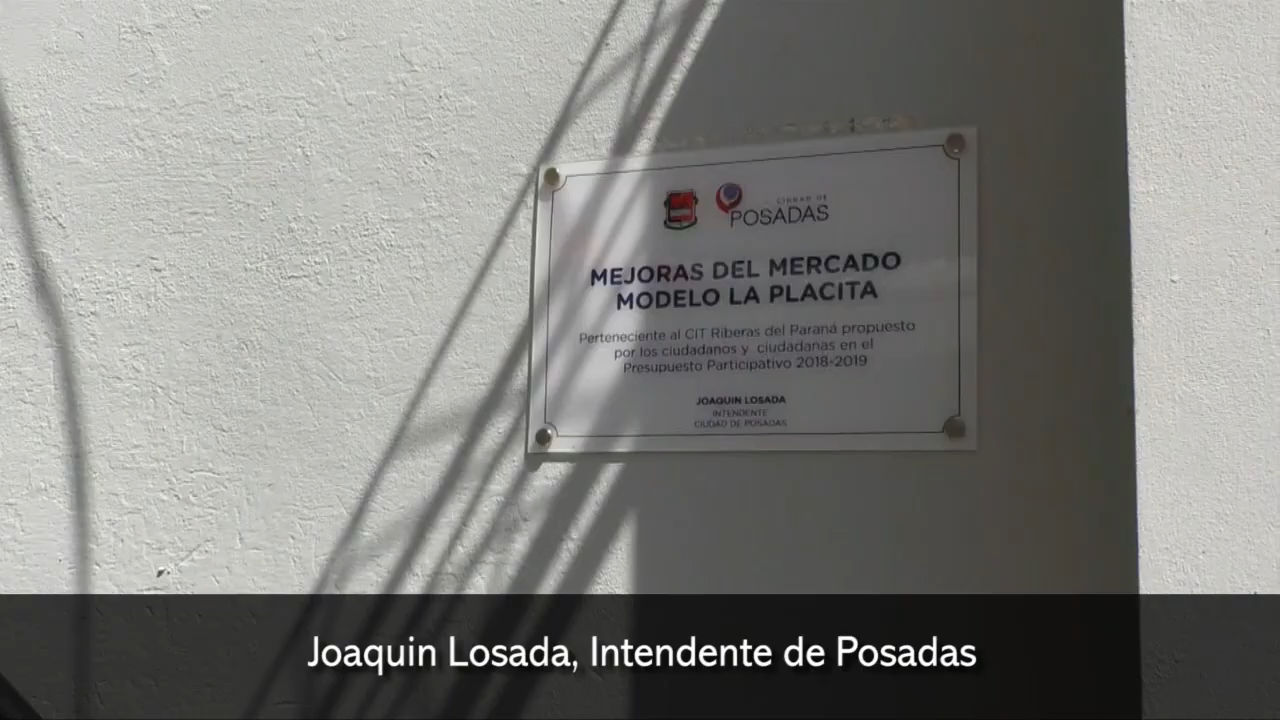 CIUDAD DE
POSADAS
MEJORAS DEL MERCADO
MODELO LA PLACITA
Perteneciente al CIT Riberas del Paraná propuesto
por los ciudadanos y ciudadanas en el
Presupuesto Participativo 2018-2019
JOAQUIN LOSADA
INTENDENTE
CIUDAD DE POSADAS
Joaquin Losada, Intendente de Posadas